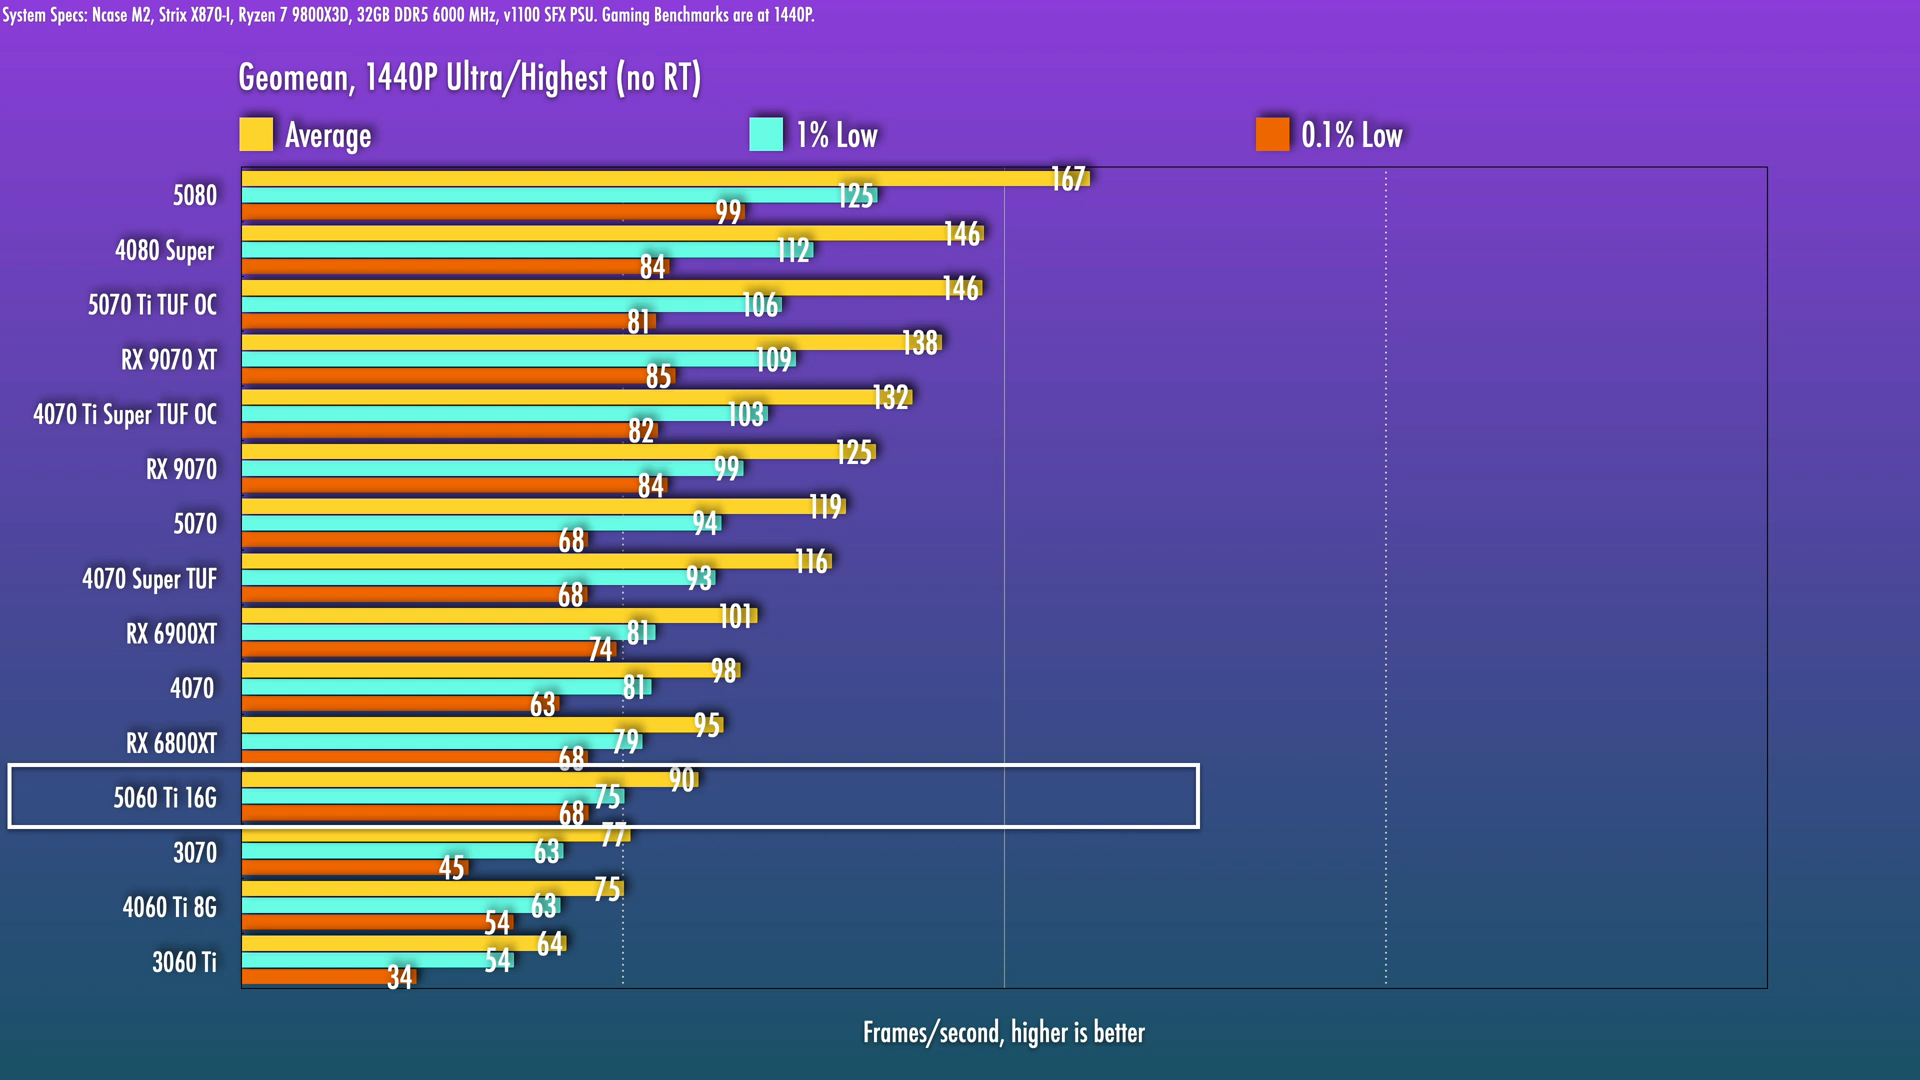 System Specs: Ncase M2, Strix X870-I, Ryzen 7 9800X3D, 32GB DDR5 6000 MHz, v1100 SFX PSU. Gaming Benchmarks are at 1440P.
Geomean, 1440P Ultra/Highest (no RT)
Average 1% Low 0.1% Low
167
5080 125
99
146
4080 Super 112
84
146
5070 Ti TUF OC 106
81
138
RX 9070 XT 109
85
132
4070 Ti Super TUF OC 103
82
125
RX 9070 99
84
119
5070 94
68
116
4070 Super TUF 93
68
101
RX 6900XT 81
74
98
4070 81
63
95
RX 6800XT 79
68
90
5060 Ti 16G 75
68
77
3070 63
45
75
4060 Ti 8G 63
54
64
3060 Ti 54
34
Frames/second, higher is better